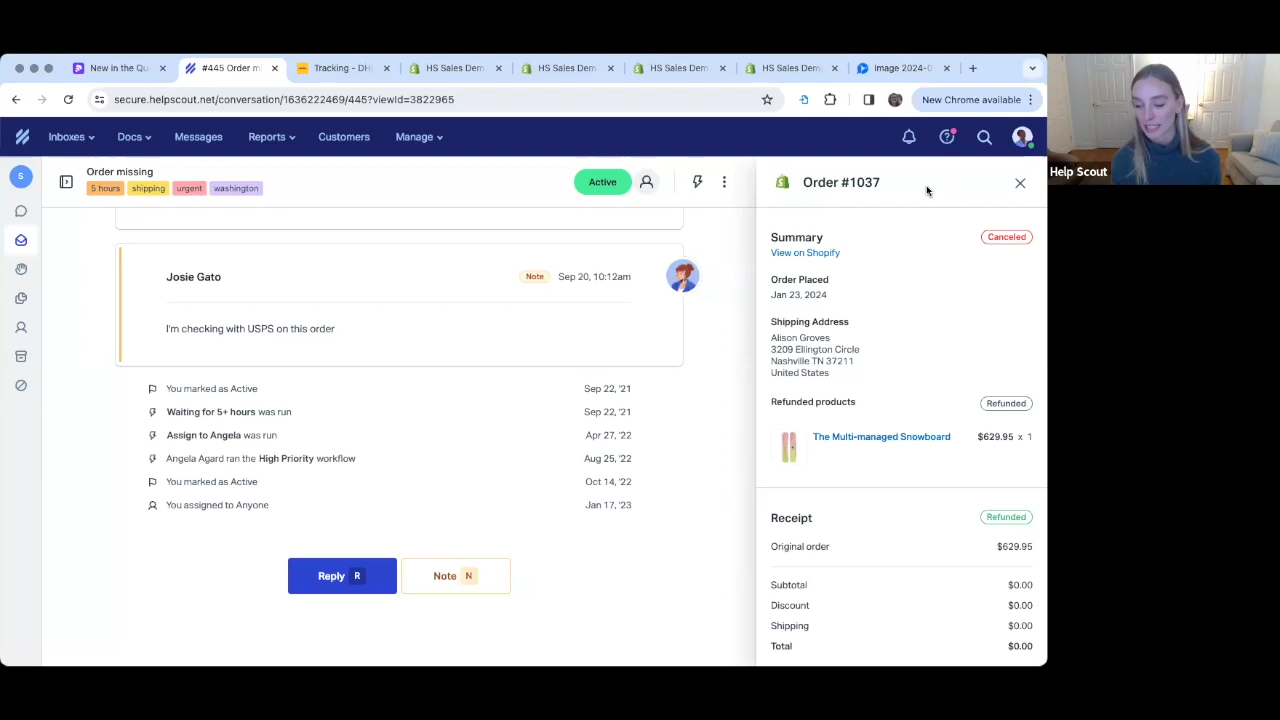 New in the Qu
#445 Order mi
Tracking - DH
HS Sales Dem
HS Sales Dem
HS Sales Dem
HS Sales Dem
Image 2024-0
secure.helpscout.net/conversation/1636222469/445?viewId=3822965
New Chrome available
Inboxes
Docs
Messages
Reports
Customers
Manage
S
Order missing
5 hours
shipping
urgent
washington
Active
Josie Gato
Note
Sep 20, 10:12am
I'm checking with USPS on this order
You marked as Active
Sep 22, '21
Waiting for 5+ hours was run
Sep 22, '21
Assign to Angela was run
Apr 27, '22
Angela Agard ran the High Priority workflow
Aug 25, '22
You marked as Active
Oct 14, '22
You assigned to Anyone
Jan 17, '23
Reply R
Note N
Order #1037
Summary
Canceled
View on Shopify
Order Placed
Jan 23, 2024
Shipping Address
Alison Groves
3209 Ellington Circle
Nashville TN 37211
United States
Refunded products
Refunded
The Multi-managed Snowboard
$629.95 x 1
Receipt
Refunded
Original order
$629.95
Subtotal
$0.00
Discount
$0.00
Shipping
$0.00
Total
$0.00
Help Scout